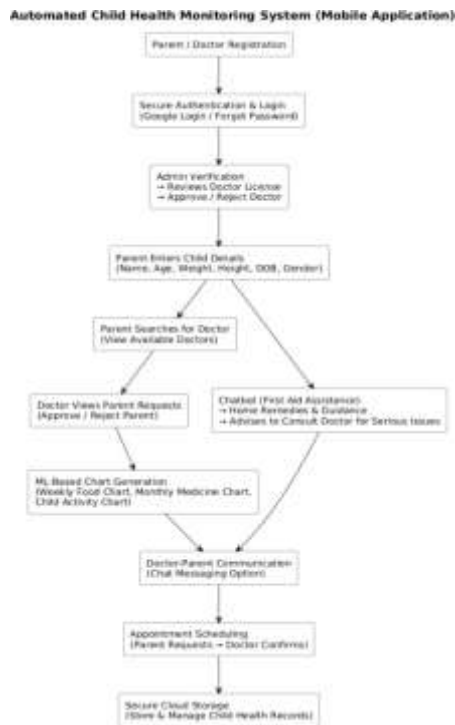 Automated Child Health Monitoring System (Mobile Application)
Parent / Doctor Registration
Secure Authentication & Login
(Google Login / Forgot Password)
Admin Verification
→ Reviews Doctor License
→ Approve / Reject Doctor
Parent Enters Child Details
(Name, Age, Weight, Height, DOB, Gender)
Parent Searches for Doctor
(View Available Doctors)
Doctor Views Parent Requests
(Approve / Reject Parent)
Chatbot (First Aid Assistance)
→ Home Remedies & Guidance
→ Advises to Consult Doctor for Serious Issues
ML-Based Chart Generation
(Weekly Food Chart, Monthly Medicine Chart,
Child Activity Chart)
Doctor-Parent Communication
(Chat Messaging Option)
Appointment Scheduling
(Parent Requests → Doctor Confirms)
Secure Cloud Storage
(Store & Manage Child Health Records)